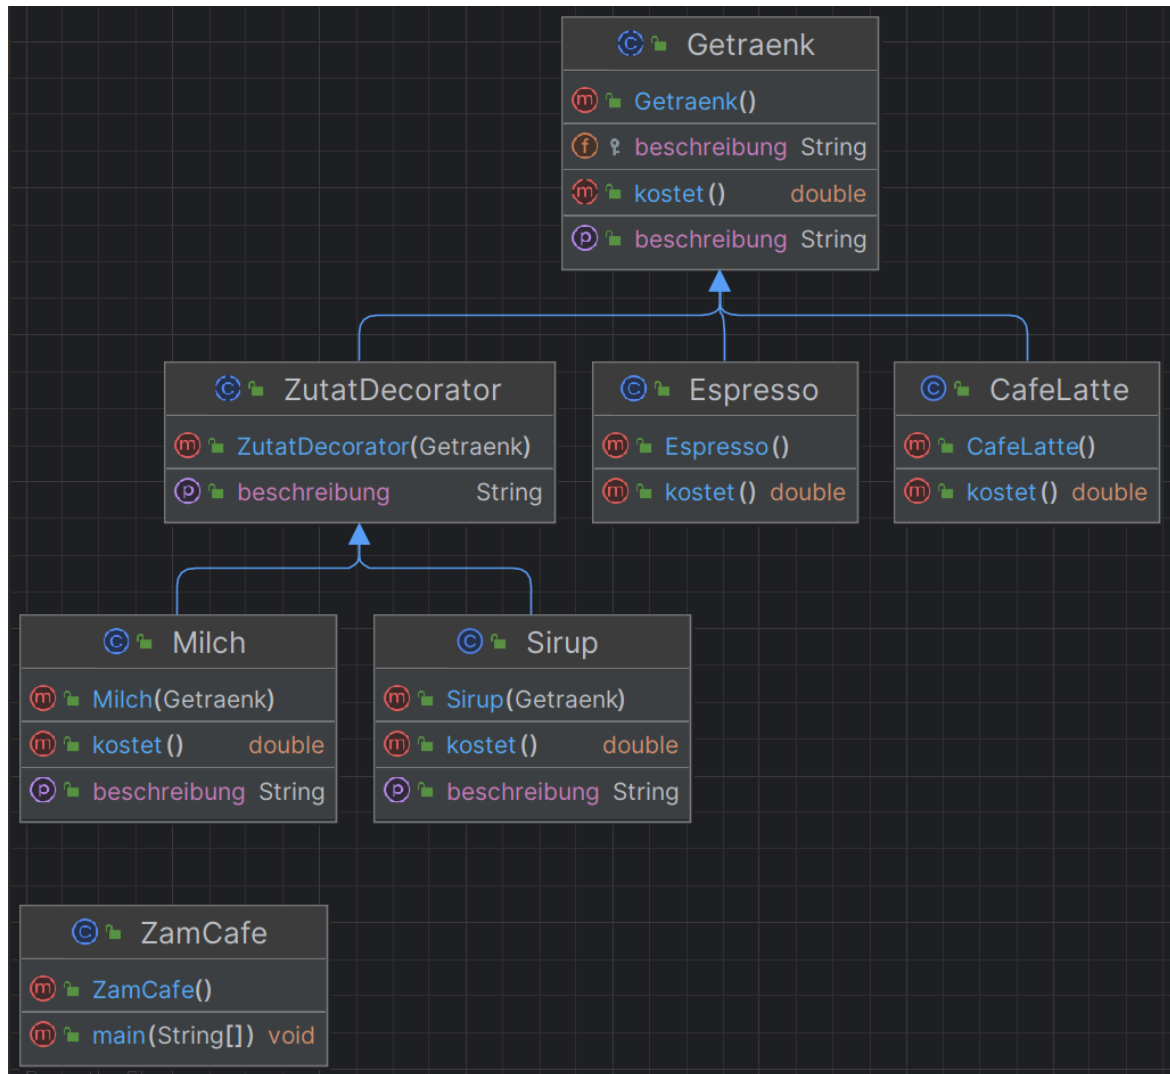 Getraenk
Getraenk()
beschreibung String
kostet() double
beschreibung String
ZutatDecorator
ZutatDecorator(Getraenk)
beschreibung String
Espresso
Espresso()
kostet() double
CafeLatte
CafeLatte()
kostet() double
Milch
Milch(Getraenk)
kostet() double
beschreibung String
Sirup
Sirup(Getraenk)
kostet() double
beschreibung String
ZamCafe
ZamCafe()
main(String[]) void